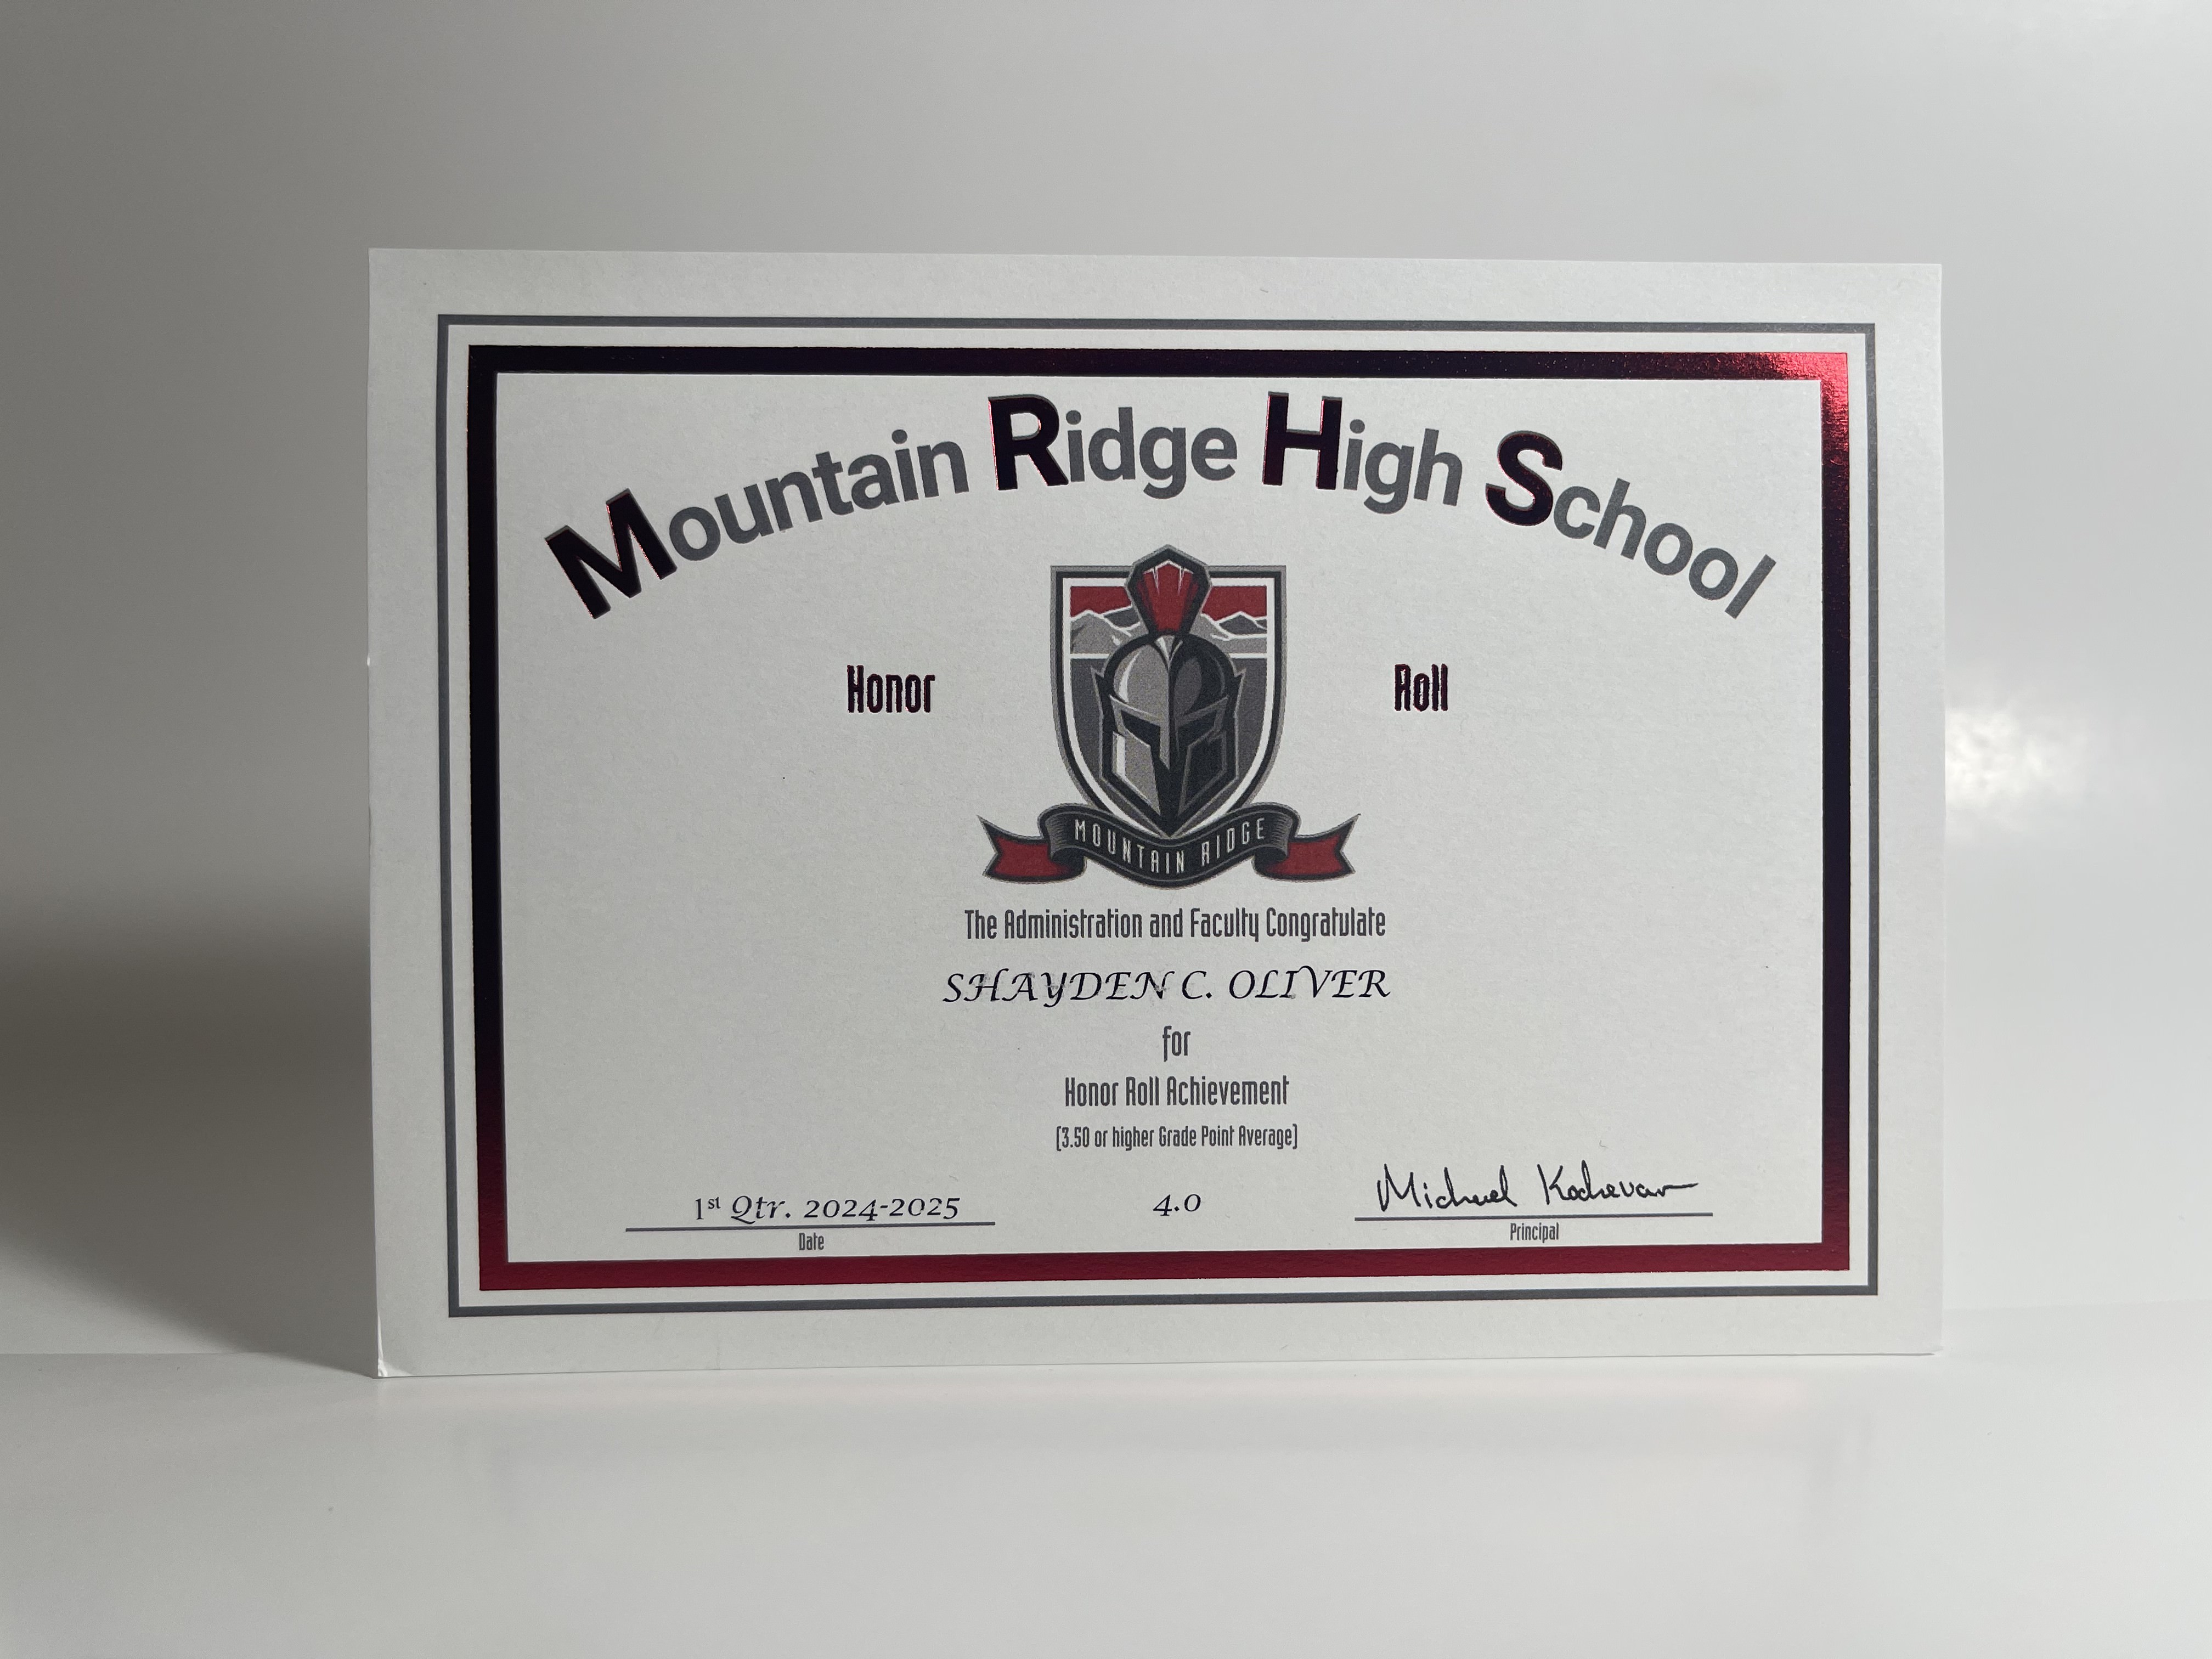 Mountain Ridge High School
Honor Roll
MOUNTAIN RIDGE
The Administration and Faculty Congratulate
SHAYDEN C. OLIVER
for
Honor Roll Achievement
(3.50 or higher Grade Point Average)
1st Qtr. 2024-2025 4.0 Michael Kochevar
Date Principal